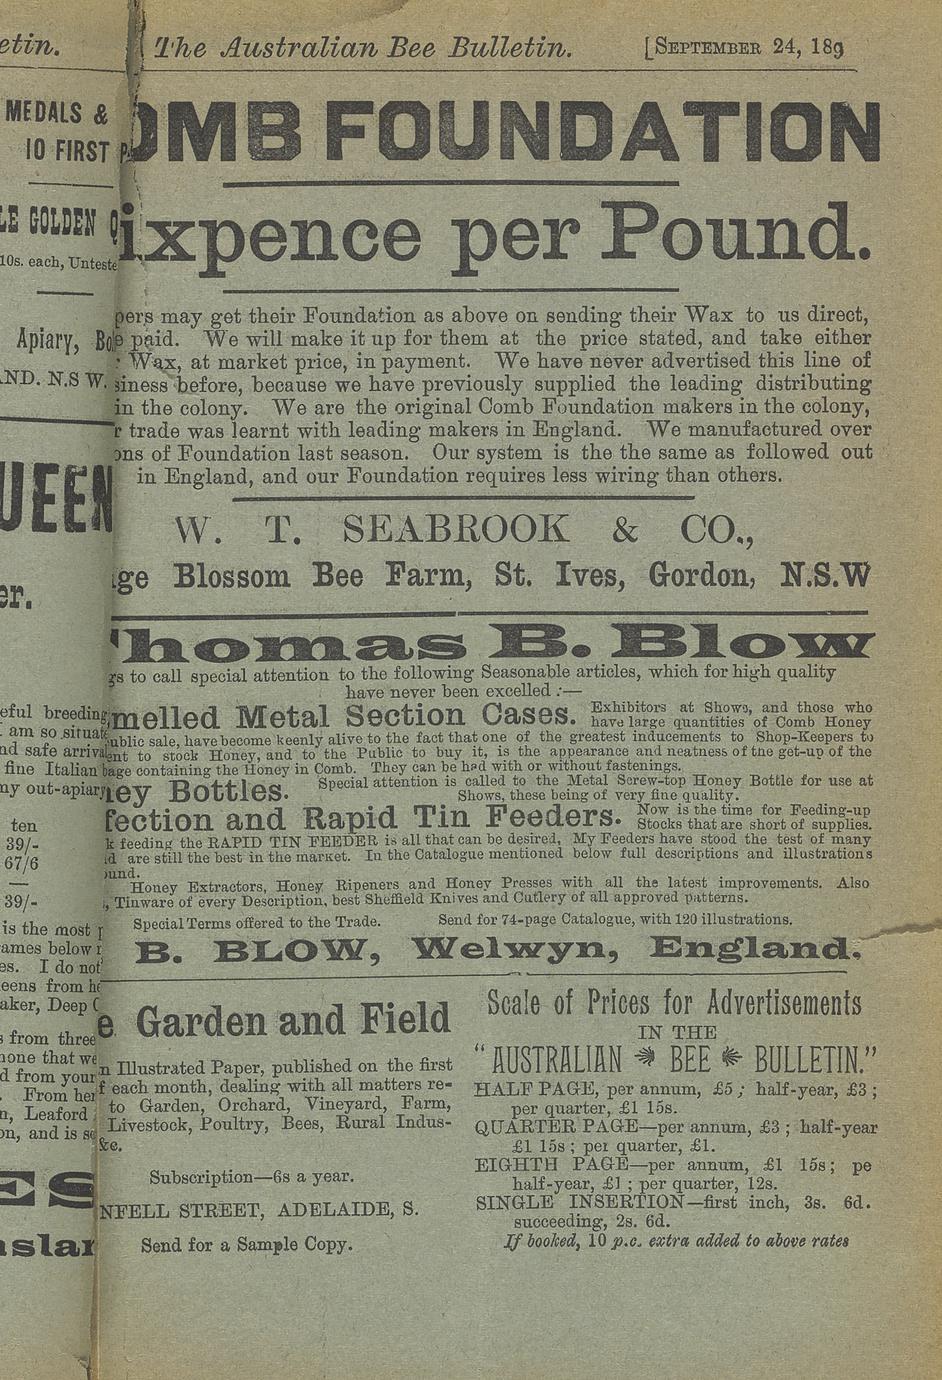 etin.
MEDALS &
10 FIRST
LE GOLDEN Q
10s. each, Unteste
Apiary, Bo
AND. N.S W.
UEEN
er.
eful breeding
am so situate
nd safe arriva
fine Italian
my out-apiary
ten
39/-
67/6
39/-
is the most
ames below
es. I do not
eens from he
aker, Deep
s from three
none that we
d from your
From her
n, Leaford
on, and is se
ES
nslar
The Australian Bee Bulletin. [SEPTEMBER 24, 189
OMB FOUNDATION
ixpence per Pound.
pers may get their Foundation as above on sending their Wax to us direct,
e paid. We will make it up for them at the price stated, and take either
r Wax, at market price, in payment. We have never advertised this line of
siness before, because we have previously supplied the leading distributing
in the colony. We are the original Comb Foundation makers in the colony,
r trade was learnt with leading makers in England. We manufactured over
ons of Foundation last season. Our system is the the same as followed out
in England, and our Foundation requires less wiring than others.
W. T. SEABROOK & CO.,
ge Blossom Bee Farm, St. Ives, Gordon, N.S.W
Thomas B. Blow
gs to call special attention to the following Seasonable articles, which for high quality
have never been excelled :—
melled Metal Section Cases. Exhibitors at Shows, and those who
have large quantities of Comb Honey
ublic sale, have become keenly alive to the fact that one of the greatest inducements to Shop-Keepers to
ent to stock Honey, and to the Public to buy it, is the appearance and neatness of the get-up of the
age containing the Honey in Comb. They can be had with or without fastenings.
ey Bottles. Special attention is called to the Metal Screw-top Honey Bottle for use at
Shows, these being of very fine quality.
fection and Rapid Tin Feeders. Now is the time for Feeding-up
Stocks that are short of supplies.
k feeding the RAPID TIN FEEDER is all that can be desired, My Feeders have stood the test of many
d are still the best in the market. In the Catalogue mentioned below full descriptions and illustrations
ound.
Honey Extractors, Honey Ripeners and Honey Presses with all the latest improvements. Also
, Tinware of every Description, best Sheffield Knives and Cutlery of all approved patterns.
Special Terms offered to the Trade. Send for 74-page Catalogue, with 120 illustrations.
B. BLOW, Welwyn, England.
e Garden and Field
n Illustrated Paper, published on the first
f each month, dealing with all matters re-
to Garden, Orchard, Vineyard, Farm,
Livestock, Poultry, Bees, Rural Indus-
&c.
Subscription—6s a year.
NFELL STREET, ADELAIDE, S.
Send for a Sample Copy.
Scale of Prices for Advertisements
IN THE
"AUSTRALIAN BEE BULLETIN."
HALF PAGE, per annum, £5; half-year, £3 ;
per quarter, £1 15s.
QUARTER PAGE—per annum, £3 ; half-year
£1 15s ; per quarter, £1.
EIGHTH PAGE—per annum, £1 15s; pe
half-year, £1 ; per quarter, 12s.
SINGLE INSERTION—first inch, 3s. 6d.
succeeding, 2s. 6d.
If booked, 10 p.c. extra added to above rates